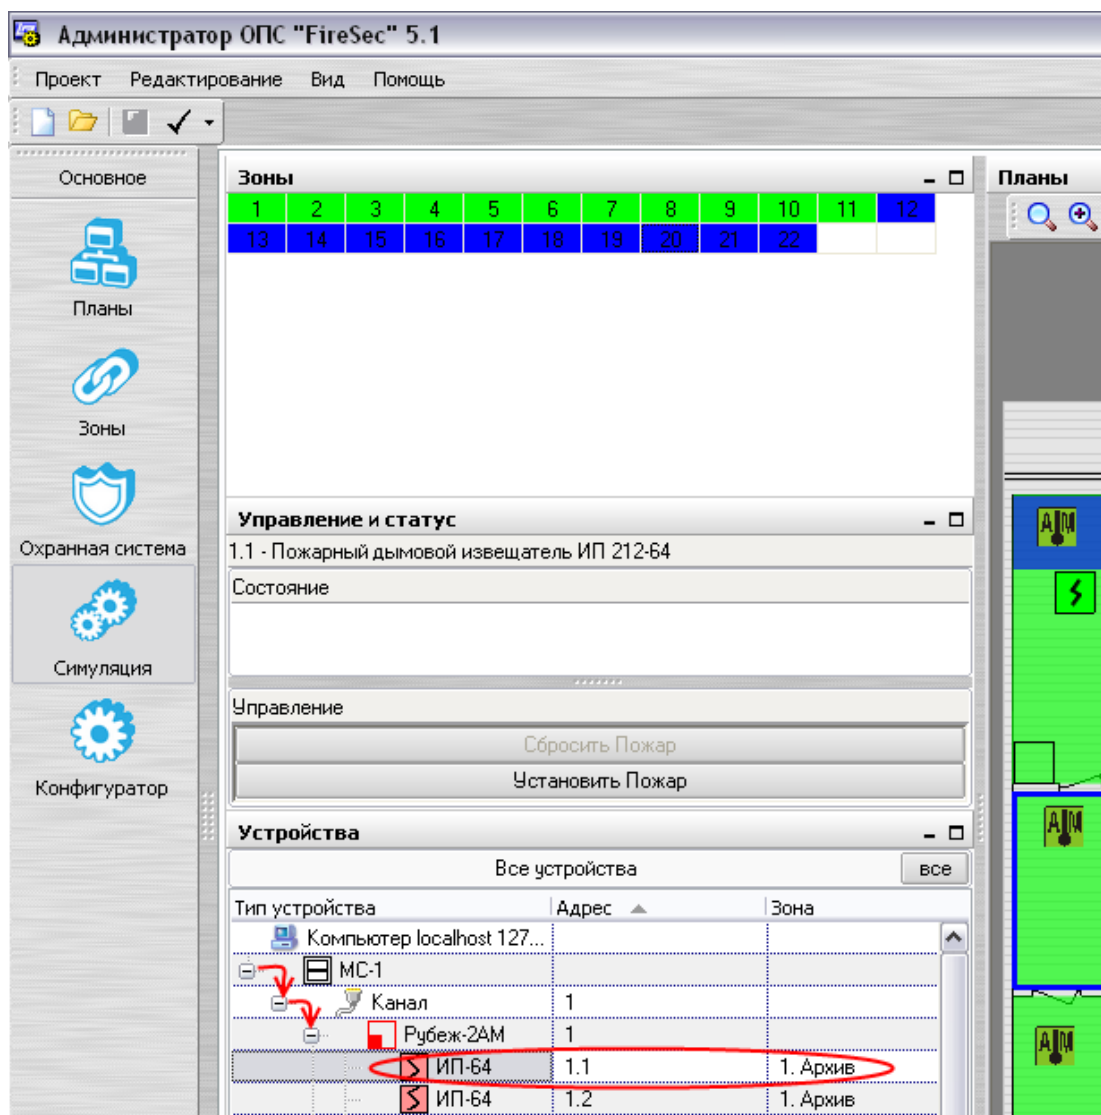 Администратор ОПС "FireSec" 5.1
Проект Редактирование Вид Помощь
Основное
Планы
Зоны
Охранная система
Симуляция
Конфигуратор
Зоны
1 2 3 4 5 6 7 8 9 10 11 12
13 14 15 16 17 18 19 20 21 22
Управление и статус
1.1 - Пожарный дымовой извещатель ИП 212-64
Состояние
Управление
Сбросить Пожар
Установить Пожар
Устройства
Все устройства все
Тип устройства Адрес Зона
Компьютер localhost 127...
МС-1
Канал 1
Рубеж-2АМ 1
ИП-64 1.1 1. Архив
ИП-64 1.2 1. Архив
Планы
АМ
АМ
АМ